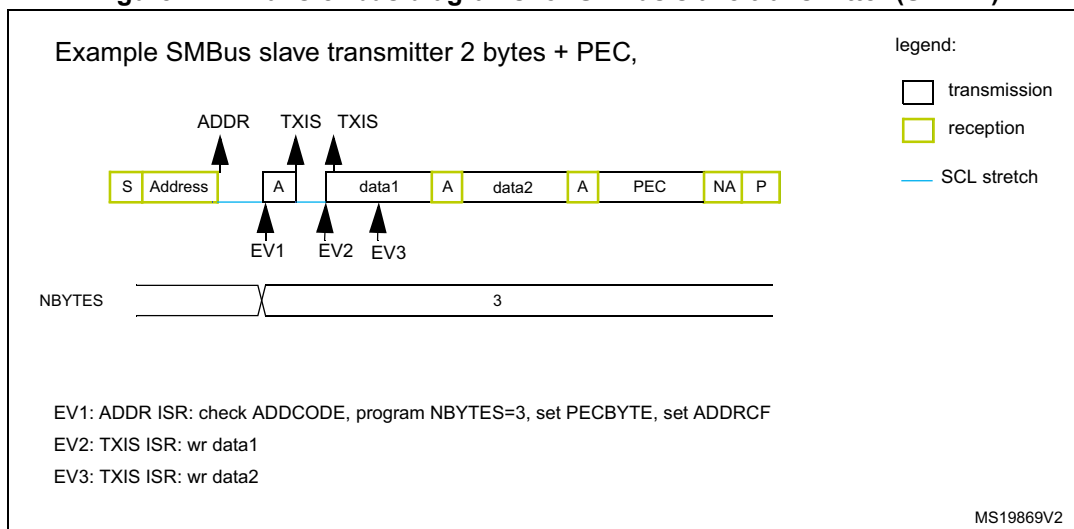 Example SMBus slave transmitter 2 bytes + PEC,
legend:
transmission
reception
SCL stretch
ADDR TXIS TXIS
S Address A data1 A data2 A PEC NA P
EV1 EV2 EV3
NBYTES 3
EV1: ADDR ISR: check ADDCODE, program NBYTES=3, set PECBYTE, set ADDRCF
EV2: TXIS ISR: wr data1
EV3: TXIS ISR: wr data2
MS19869V2